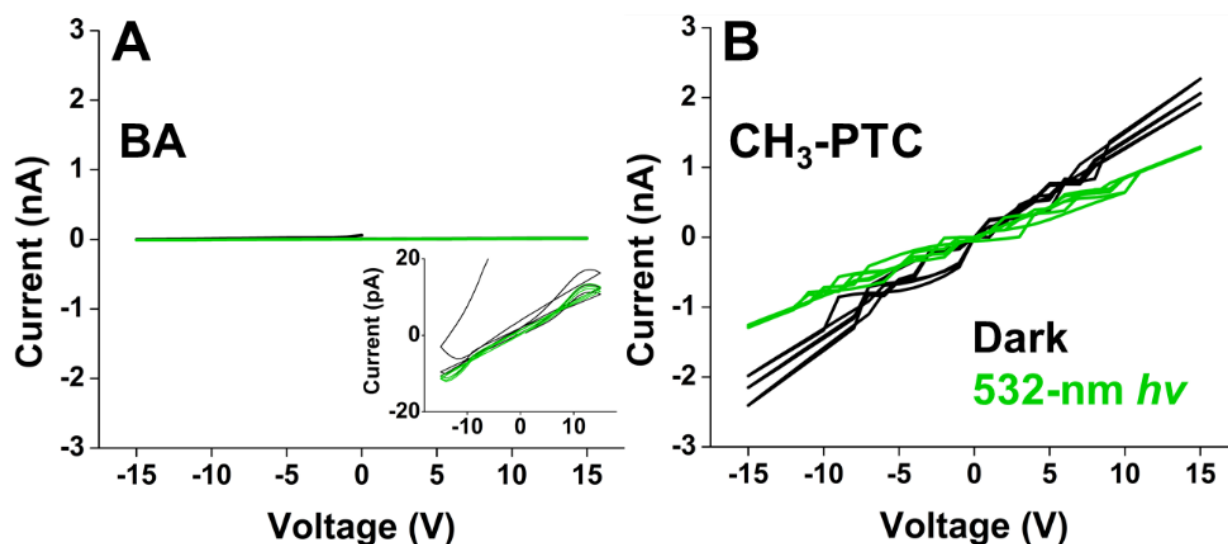 A
BA
Current (nA)
3
2
1
0
-1
-2
-3
-15 -10 -5 0 5 10 15
Voltage (V)
Current (pA)
20
0
-20
-10 0 10
B
CH₃-PTC
Current (nA)
3
2
1
0
-1
-2
-3
Dark
532-nm hν
-15 -10 -5 0 5 10 15
Voltage (V)